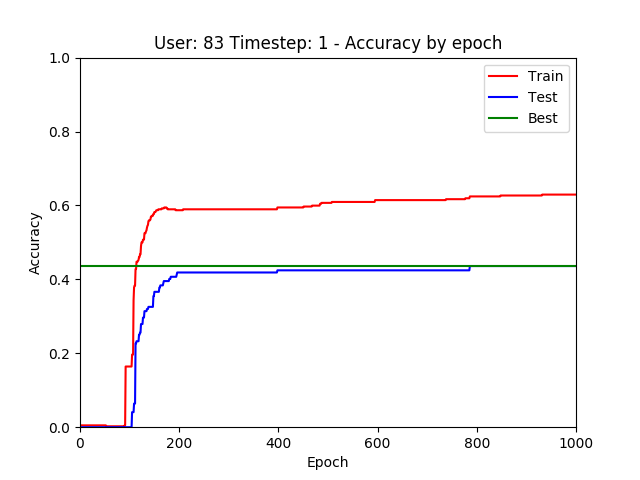 User: 83 Timestep: 1 - Accuracy by epoch
1.0
0.8
0.6
0.4
0.2
0.0
Accuracy
Train
Test
Best
0 200 400 600 800 1000
Epoch